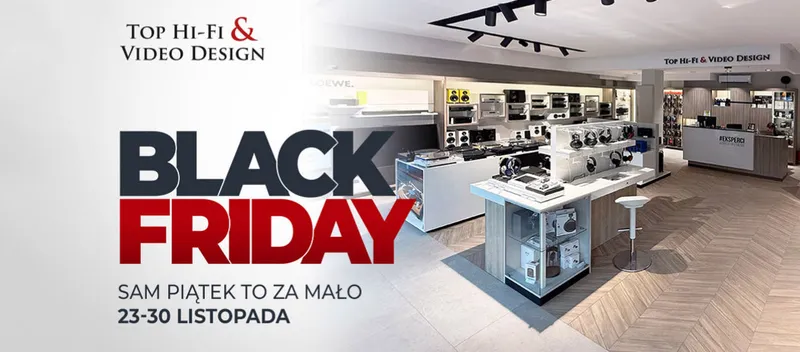 TOP HI-FI &
VIDEO DESIGN
BLACK
FRIDAY
SAM PIĄTEK TO ZA MAŁO
23-30 LISTOPADA
TOP HI-FI & VIDEO DESIGN
#EKSPERCI